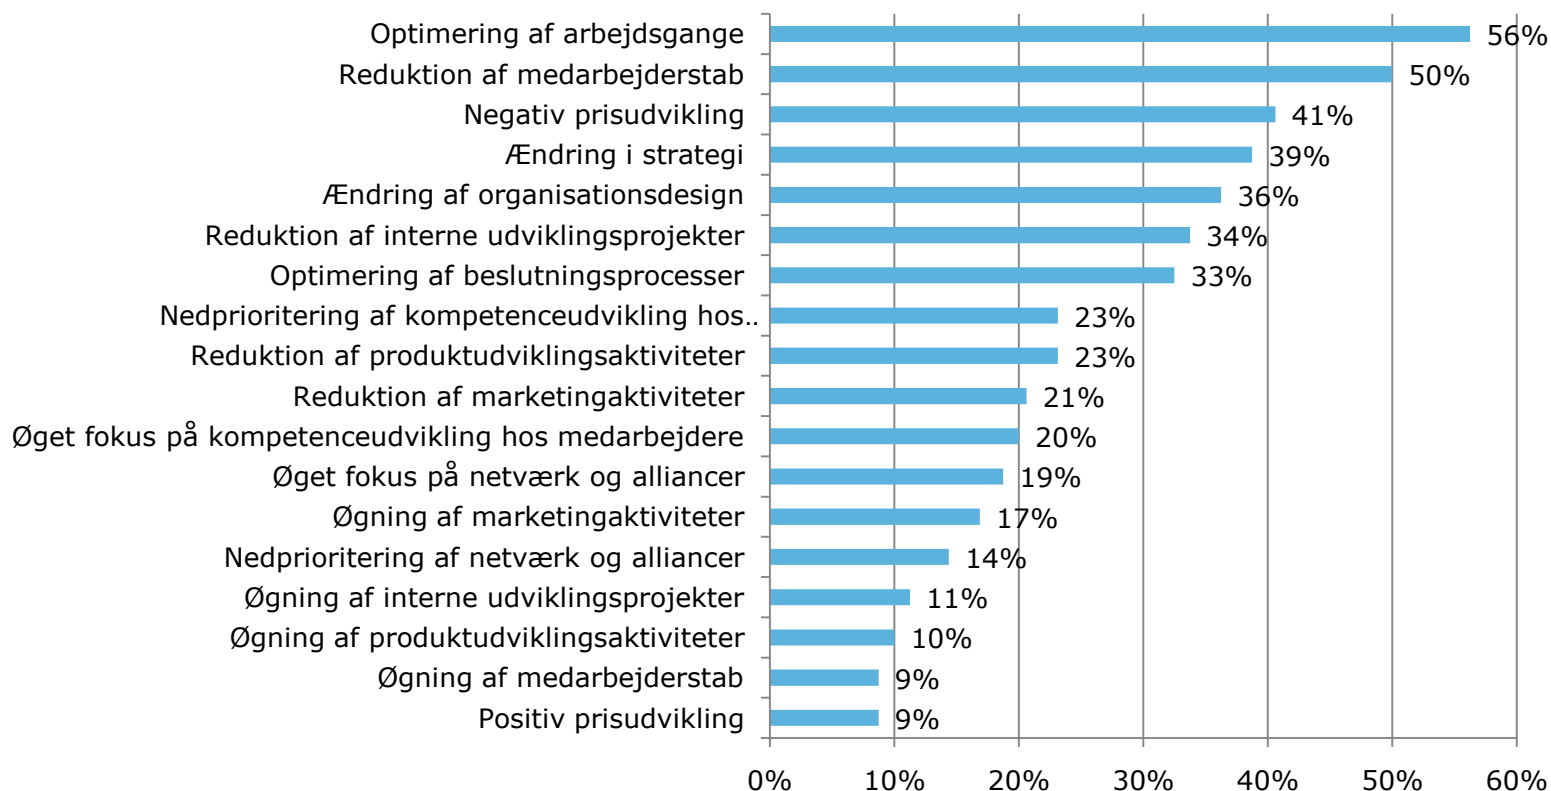 Optimering af arbejdsgange 56%
Reduktion af medarbejderstab 50%
Negativ prisudvikling 41%
Ændring i strategi 39%
Ændring af organisationsdesign 36%
Reduktion af interne udviklingsprojekter 34%
Optimering af beslutningsprocesser 33%
Nedprioritering af kompetenceudvikling hos.. 23%
Reduktion af produktudviklingsaktiviteter 23%
Reduktion af marketingaktiviteter 21%
Øget fokus på kompetenceudvikling hos medarbejdere 20%
Øget fokus på netværk og alliancer 19%
Øgning af marketingaktiviteter 17%
Nedprioritering af netværk og alliancer 14%
Øgning af interne udviklingsprojekter 11%
Øgning af produktudviklingsaktiviteter 10%
Øgning af medarbejderstab 9%
Positiv prisudvikling 9%
0% 10% 20% 30% 40% 50% 60%